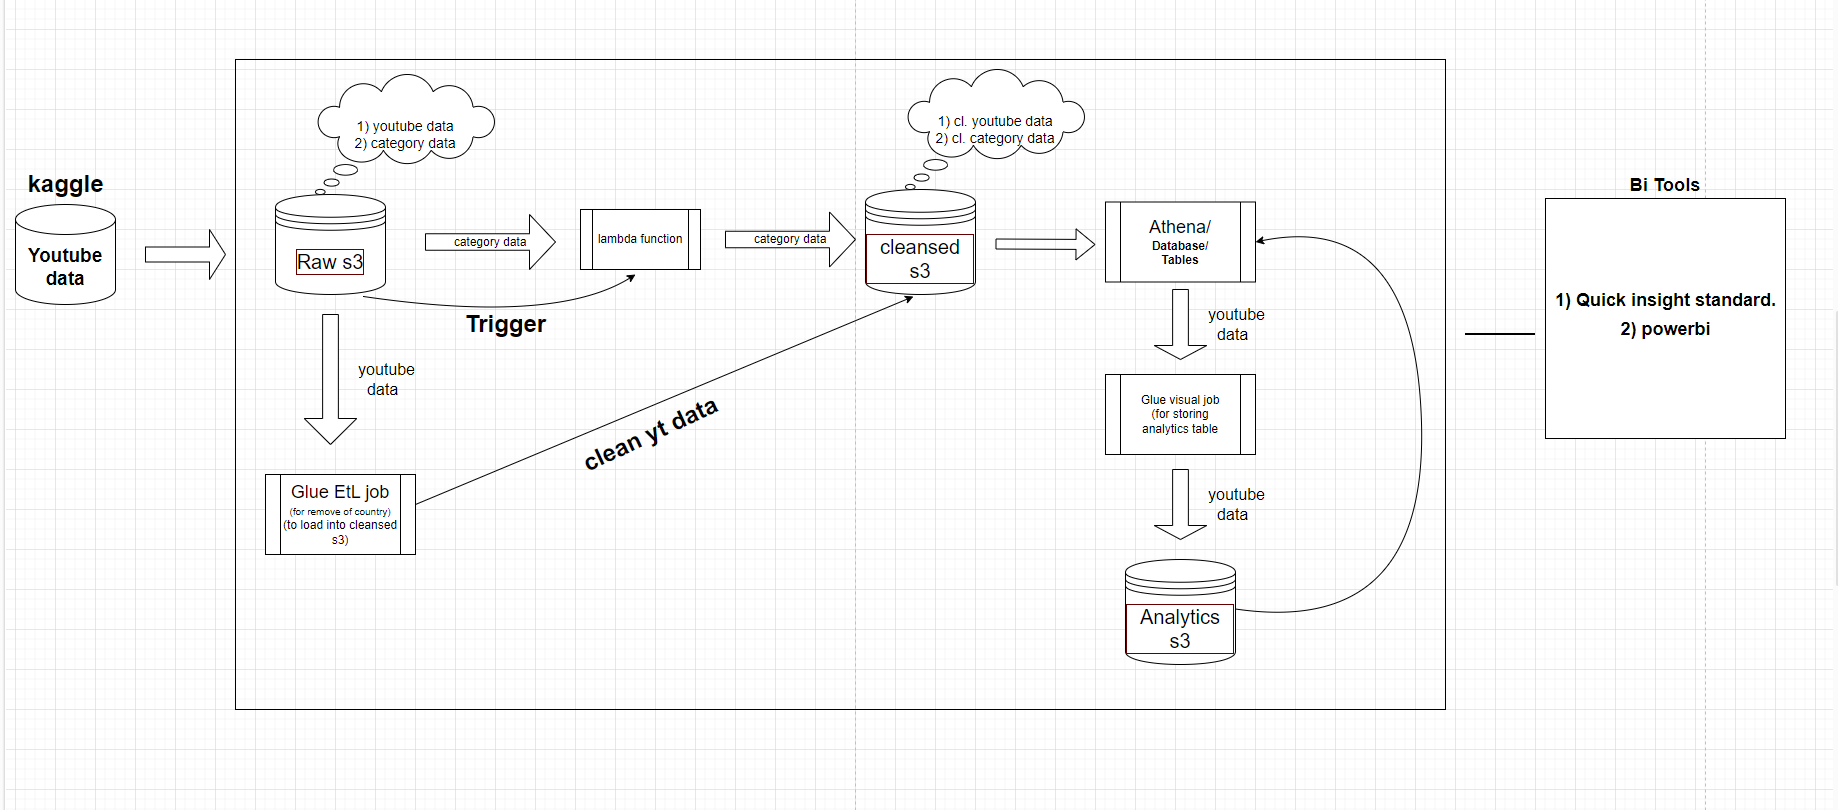 kaggle
Youtube
data
1) youtube data
2) category data
Raw s3
category data
lambda function
category data
Trigger
youtube
data
Glue EtL job
(for remove of country)
(to load into cleansed
s3)
clean yt data
1) cl. youtube data
2) cl. category data
cleansed
s3
Athena/
Database/
Tables
youtube
data
Glue visual job
(for storing
analytics table
youtube
data
Analytics
s3
Bi Tools
1) Quick insight standard.
2) powerbi